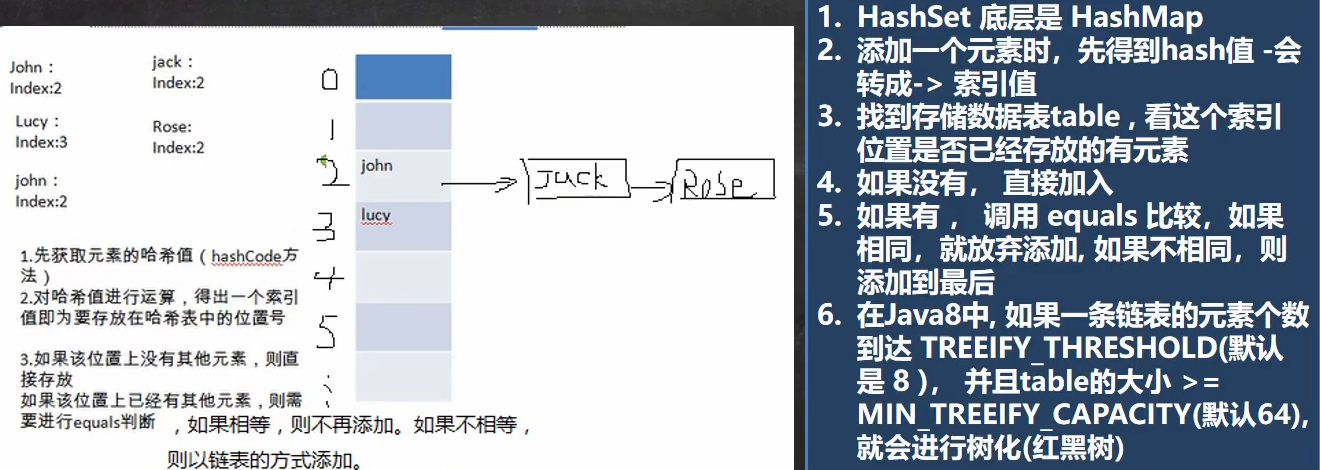 John：
Index:2
jack：
Index:2
Lucy：
Index:3
Rose:
Index:2
john：
Index:2
1.先获取元素的哈希值（hashCode方
法）
2.对哈希值进行运算，得出一个索引
值即为要存放在哈希表中的位置号
3.如果该位置上没有其他元素，则直
接存放
如果该位置上已经有其他元素，则需
要进行equals判断 ，如果相等，则不再添加。如果不相等，
则以链表的方式添加。
0
1
2
john
Jack
Rose
3
lucy
4
5
1. HashSet 底层是 HashMap
2. 添加一个元素时，先得到hash值 -会
转成-> 索引值
3. 找到存储数据表table , 看这个索引
位置是否已经存放的有元素
4. 如果没有， 直接加入
5. 如果有 ， 调用 equals 比较，如果
相同，就放弃添加, 如果不相同，则
添加到最后
6. 在Java8中, 如果一条链表的元素个数
到达 TREEIFY_THRESHOLD(默认
是 8 )， 并且table的大小 >=
MIN_TREEIFY_CAPACITY(默认64),
就会进行树化(红黑树)